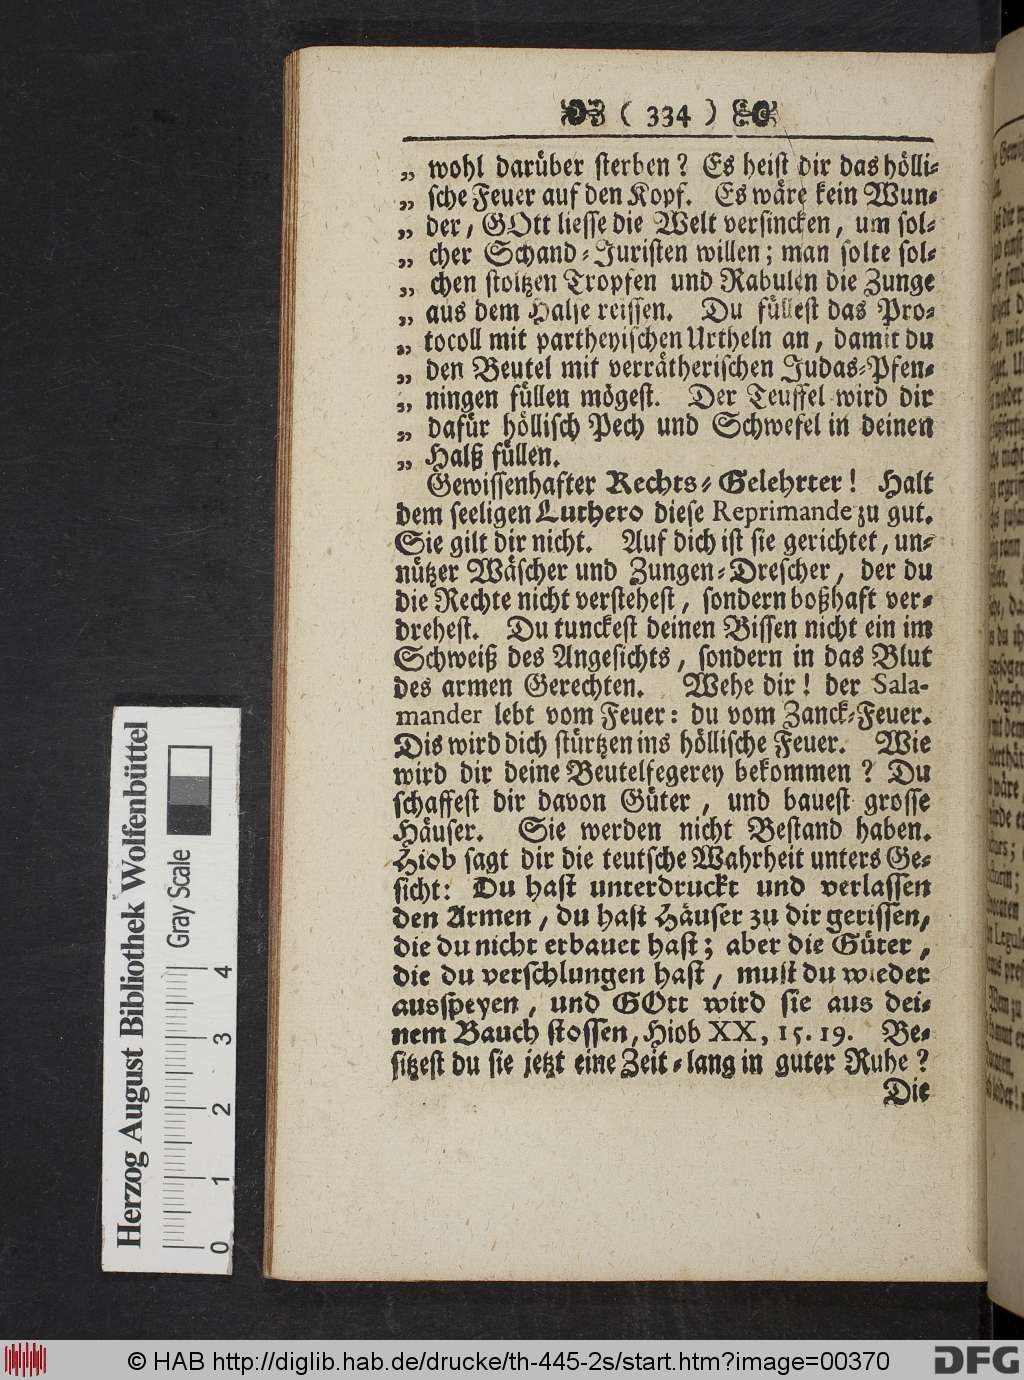 ( 334 )
„ wohl darüber sterben? Es heist dir das hölli-
„ sche Feuer auf den Kopf. Es wäre kein Wun-
„ der, GOtt liesse die Welt versincken, um sol-
„ cher Schand-Juristen willen; man solte sol-
„ chen stoltzen Tropfen und Rabulen die Zunge
„ aus dem Halse reissen. Du füllest das Pro-
„ tocoll mit partheyischen Urtheln an, damit du
„ den Beutel mit verrätherischen Judas-Pfen-
„ ningen füllen mögest. Der Teuffel wird dir
„ dafür höllisch Pech und Schwefel in deinen
„ Halß füllen.
Gewissenhafter Rechts-Gelehrter! Halt
dem seeligen Luthero diese Reprimande zu gut.
Sie gilt dir nicht. Auf dich ist sie gerichtet, un-
nützer Wäscher und Zungen-Drescher, der du
die Rechte nicht verstehest, sondern boßhaft ver-
drehest. Du tunckest deinen Bissen nicht ein im
Schweiß des Angesichts, sondern in das Blut
des armen Gerechten. Wehe dir! der Sala-
mander lebt vom Feuer: du vom Zanck-Feuer.
Dis wird dich stürtzen ins höllische Feuer. Wie
wird dir deine Beutelfegerey bekommen? Du
schaffest dir davon Güter, und bauest grosse
Häuser. Sie werden nicht Bestand haben.
Hiob sagt dir die teutsche Wahrheit unters Ge-
sicht: Du hast unterdruckt und verlassen
den Armen, du hast Häuser zu dir gerissen,
die du nicht erbauet hast; aber die Güter,
die du verschlungen hast, must du wieder
ausspeyen, und GOtt wird sie aus dei-
nem Bauch stossen, Hiob XX, 15. 19. Be-
sitzest du sie jetzt eine Zeit-lang in guter Ruhe?
Die
Herzog August Bibliothek Wolfenbüttel
Gray Scale
0 1 2 3 4
© HAB http://diglib.hab.de/drucke/th-445-2s/start.htm?image=00370
DFG